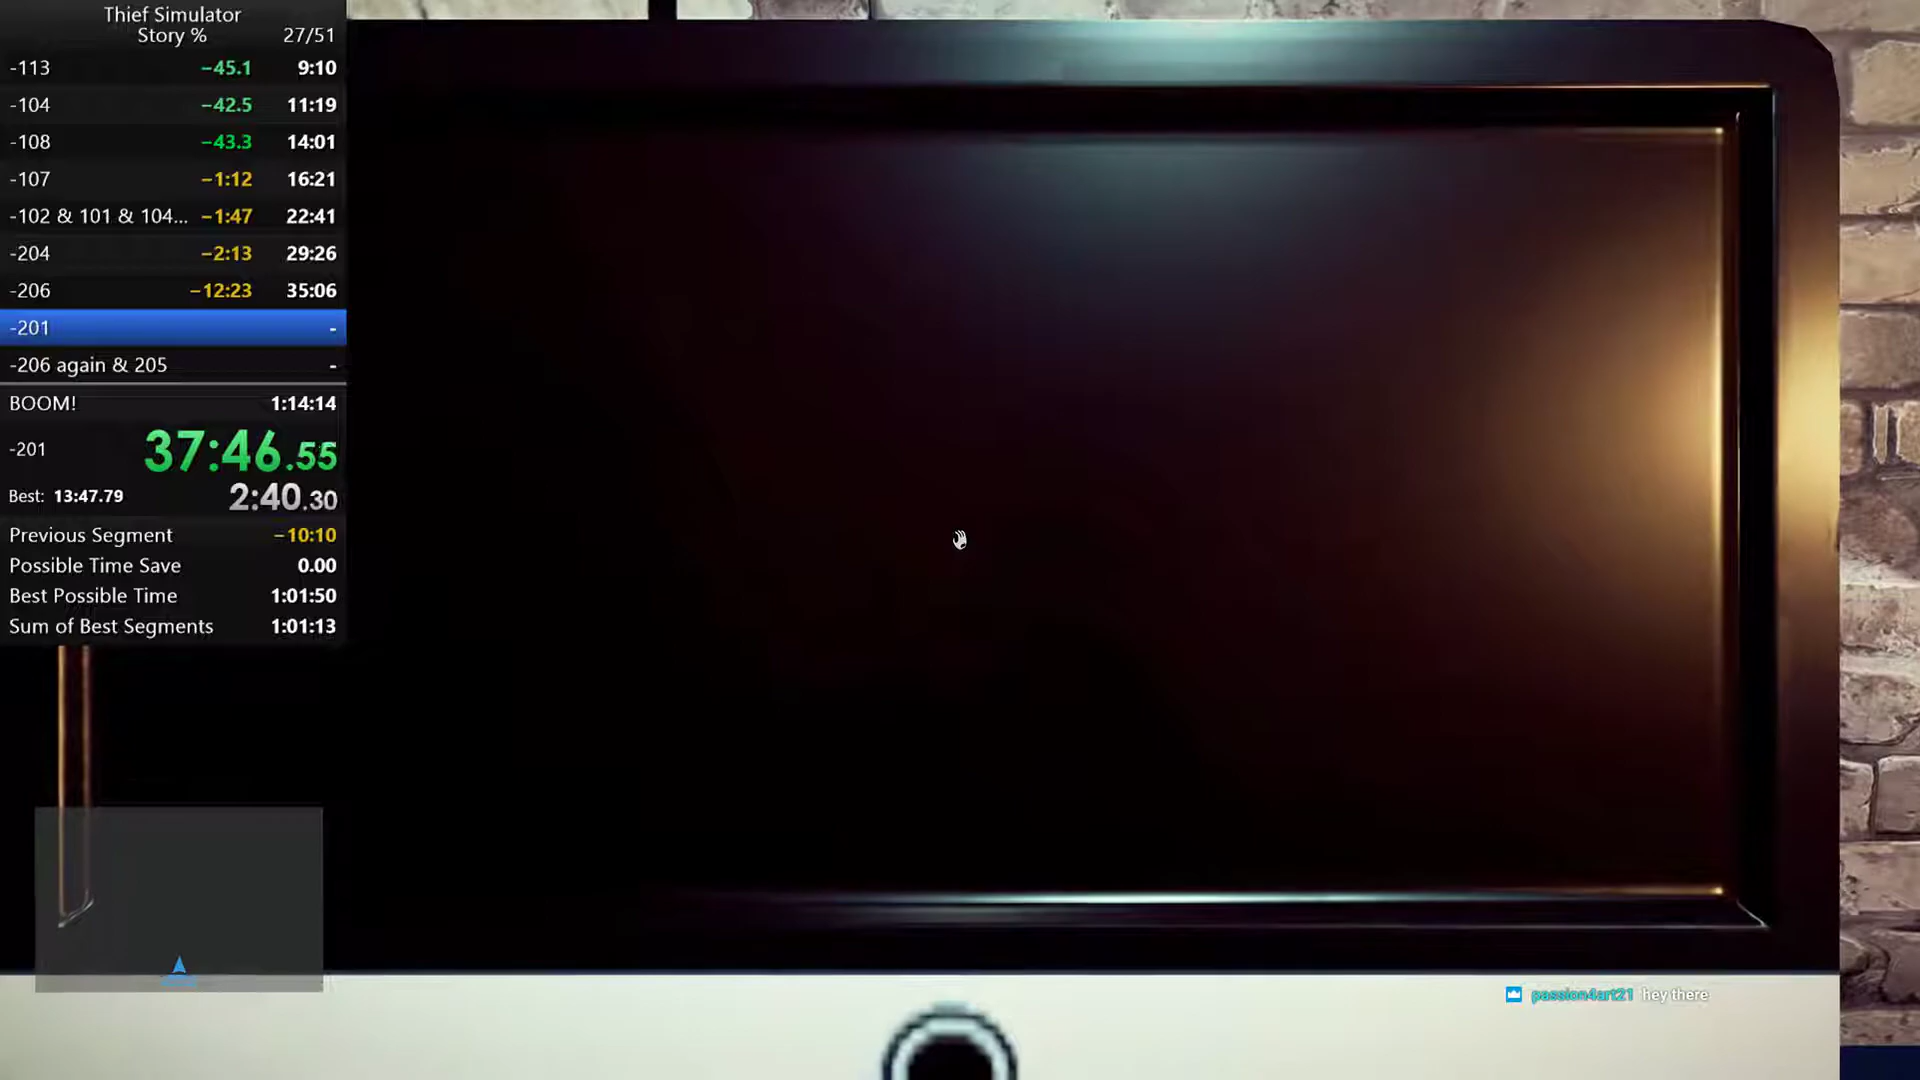 Thief Simulator
Story % 27/51
-113 −45.1 9:10
-104 −42.5 11:19
-108 −43.3 14:01
-107 −1:12 16:21
-102 & 101 & 104... −1:47 22:41
-204 −2:13 29:26
-206 −12:23 35:06
-201 -
-206 again & 205 -
BOOM! 1:14:14
-201 37:46.55
Best: 13:47.79 2:40.30
Previous Segment −10:10
Possible Time Save 0.00
Best Possible Time 1:01:50
Sum of Best Segments 1:01:13
passion4art21 hey there